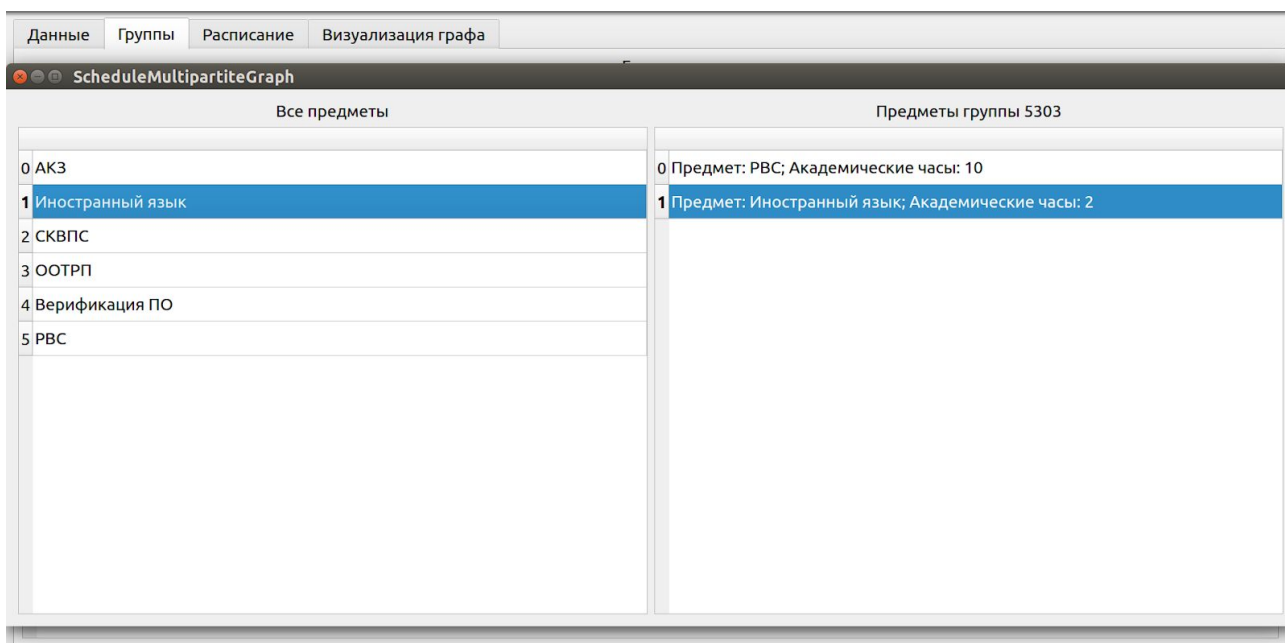 Данные Группы Расписание Визуализация графа
ScheduleMultipartiteGraph
Все предметы
0 АКЗ
1 Иностранный язык
2 СКВПС
3 ООТРП
4 Верификация ПО
5 РВС
Предметы группы 5303
0 Предмет: РВС; Академические часы: 10
1 Предмет: Иностранный язык; Академические часы: 2